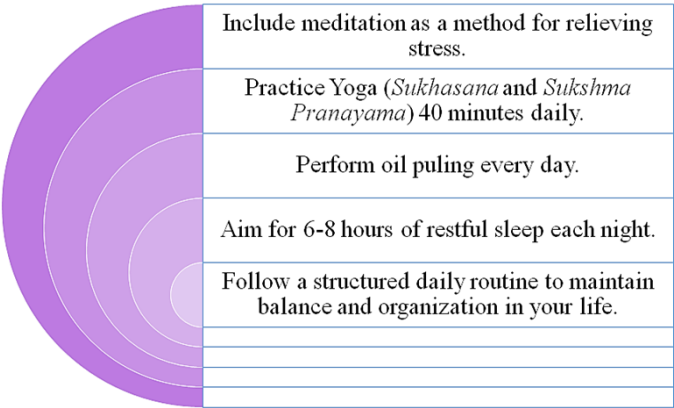 Include meditation as a method for relieving
stress.
Practice Yoga (Sukhasana and Sukshma
Pranayama) 40 minutes daily.
Perform oil puling every day.
Aim for 6-8 hours of restful sleep each night.
Follow a structured daily routine to maintain
balance and organization in your life.